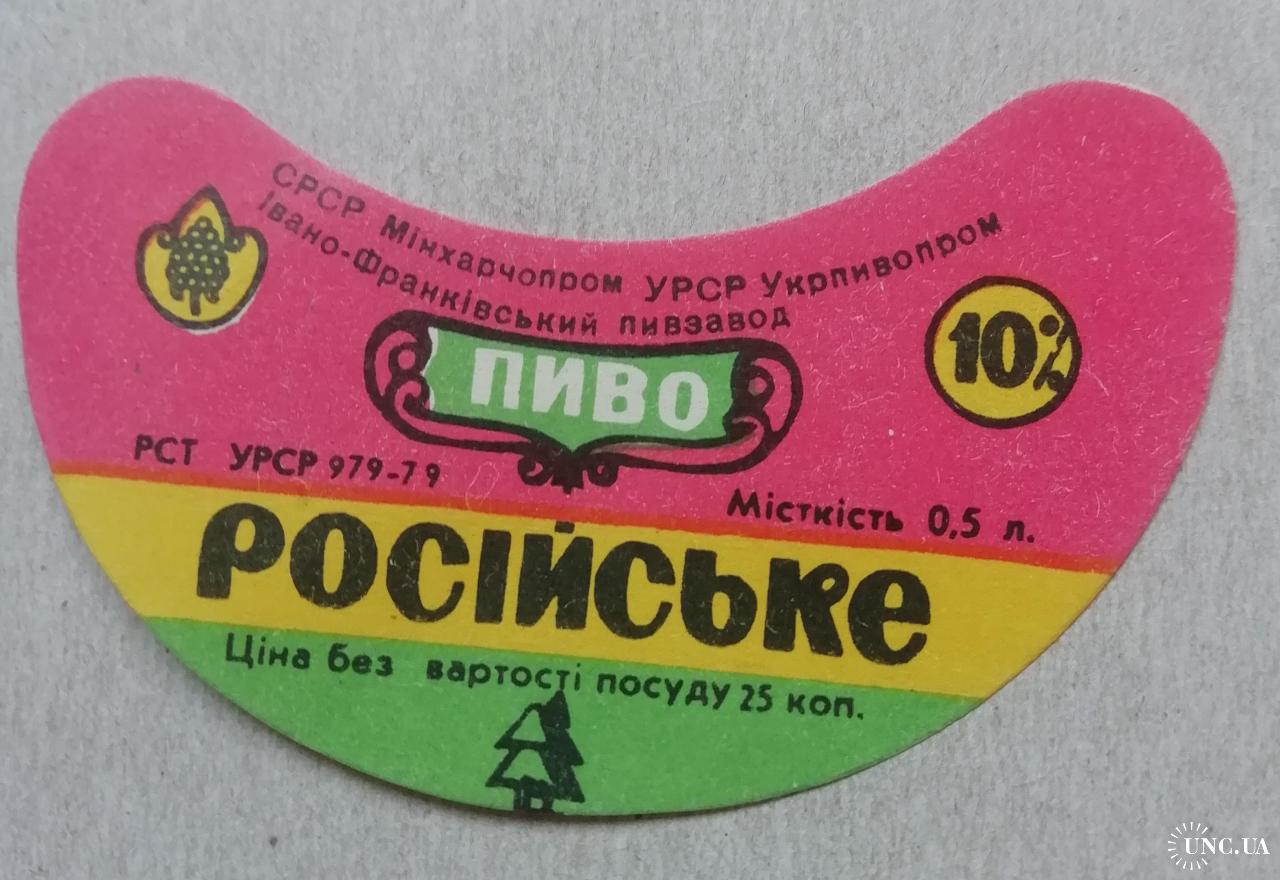 СРСР Мінхарчопром УРСР Укрпивопром
Івано-Франківський пивзавод
ПИВО
10%
РСТ УРСР 979-79
Місткість 0,5 л.
РОСІЙСЬКЕ
Ціна без вартості посуду 25 коп.
UNC.UA